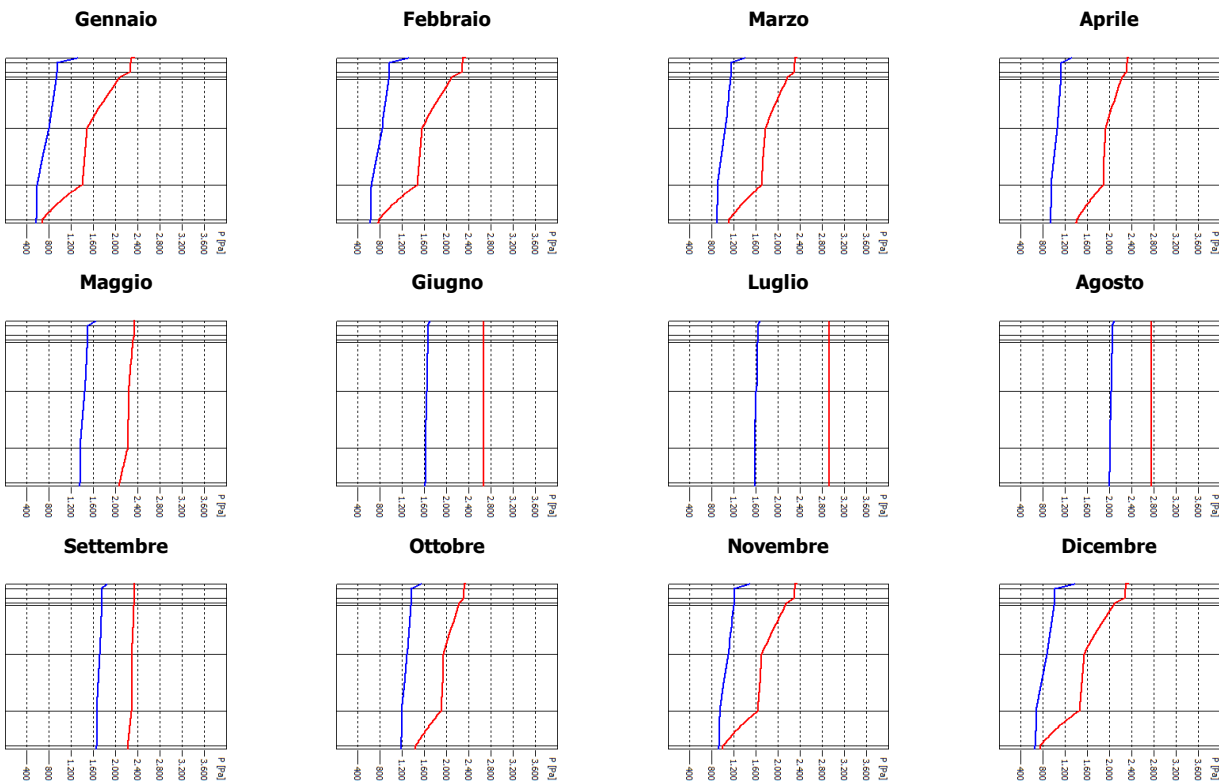 Gennaio
Febbraio
Marzo
Aprile
400 800 1.200 1.600 2.000 2.400 2.800 3.200 3.600 P [Pa]
400 800 1.200 1.600 2.000 2.400 2.800 3.200 3.600 P [Pa]
400 800 1.200 1.600 2.000 2.400 2.800 3.200 3.600 P [Pa]
400 800 1.200 1.600 2.000 2.400 2.800 3.200 3.600 P [Pa]
Maggio
Giugno
Luglio
Agosto
400 800 1.200 1.600 2.000 2.400 2.800 3.200 3.600 P [Pa]
400 800 1.200 1.600 2.000 2.400 2.800 3.200 3.600 P [Pa]
400 800 1.200 1.600 2.000 2.400 2.800 3.200 3.600 P [Pa]
400 800 1.200 1.600 2.000 2.400 2.800 3.200 3.600 P [Pa]
Settembre
Ottobre
Novembre
Dicembre
400 800 1.200 1.600 2.000 2.400 2.800 3.200 3.600 P [Pa]
400 800 1.200 1.600 2.000 2.400 2.800 3.200 3.600 P [Pa]
400 800 1.200 1.600 2.000 2.400 2.800 3.200 3.600 P [Pa]
400 800 1.200 1.600 2.000 2.400 2.800 3.200 3.600 P [Pa]